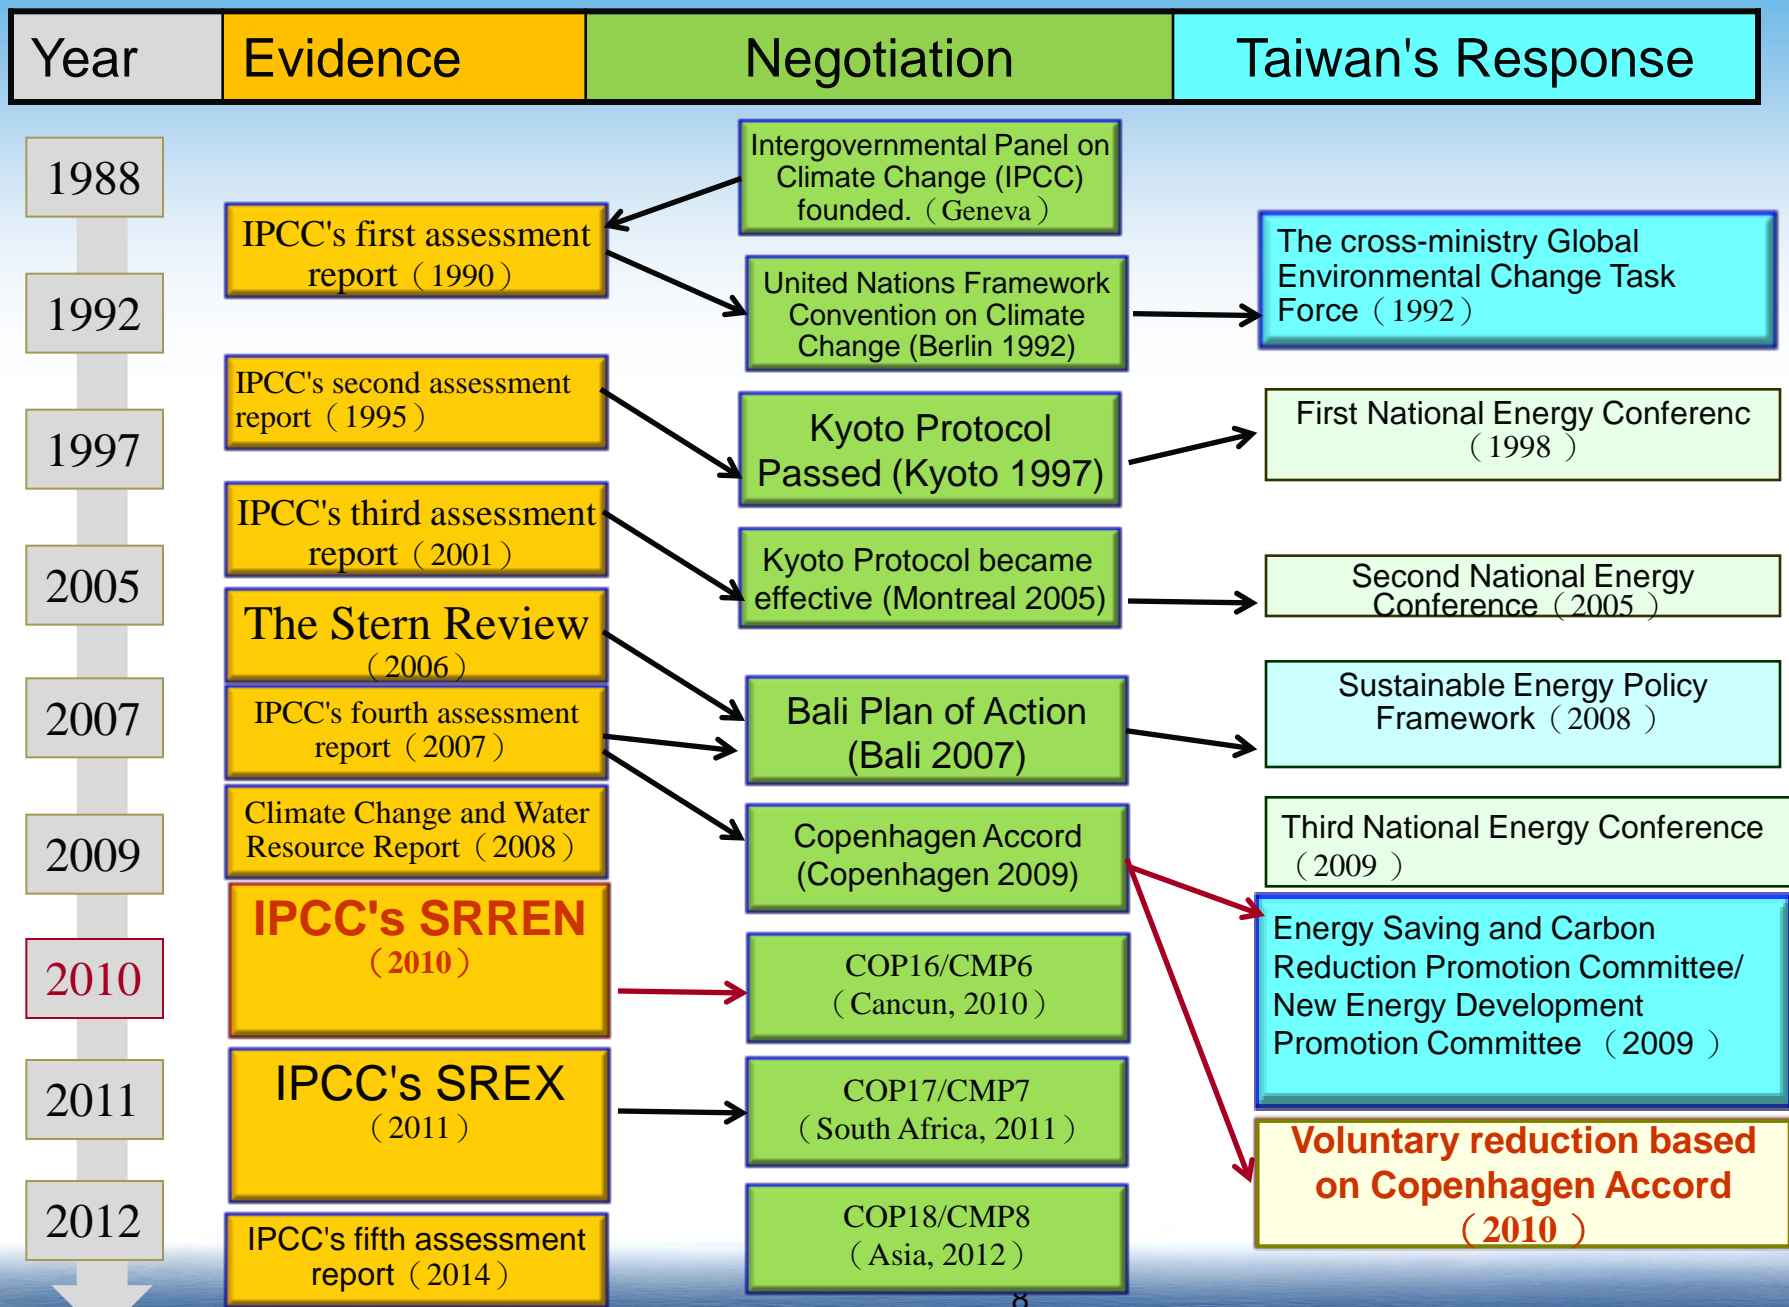 Year
Evidence
Negotiation
Taiwan's Response
1988
1992
1997
2005
2007
2009
2010
2011
2012
IPCC's first assessment
report（1990）
IPCC's second assessment
report（1995）
IPCC's third assessment
report（2001）
The Stern Review
（2006）
IPCC's fourth assessment
report（2007）
Climate Change and Water
Resource Report（2008）
IPCC's SRREN
（2010）
IPCC's SREX
（2011）
IPCC's fifth assessment
report（2014）
Intergovernmental Panel on
Climate Change (IPCC)
founded.（Geneva）
United Nations Framework
Convention on Climate
Change (Berlin 1992)
Kyoto Protocol
Passed (Kyoto 1997)
Kyoto Protocol became
effective (Montreal 2005)
Bali Plan of Action
(Bali 2007)
Copenhagen Accord
(Copenhagen 2009)
COP16/CMP6
（Cancun, 2010）
COP17/CMP7
（South Africa, 2011）
COP18/CMP8
（Asia, 2012）
The cross-ministry Global
Environmental Change Task
Force（1992）
First National Energy Conferenc
（1998 ）
Second National Energy
Conference（2005 ）
Sustainable Energy Policy
Framework（2008 ）
Third National Energy Conference
（2009 ）
Energy Saving and Carbon
Reduction Promotion Committee/
New Energy Development
Promotion Committee （2009 ）
Voluntary reduction based
on Copenhagen Accord
（2010 ）
8